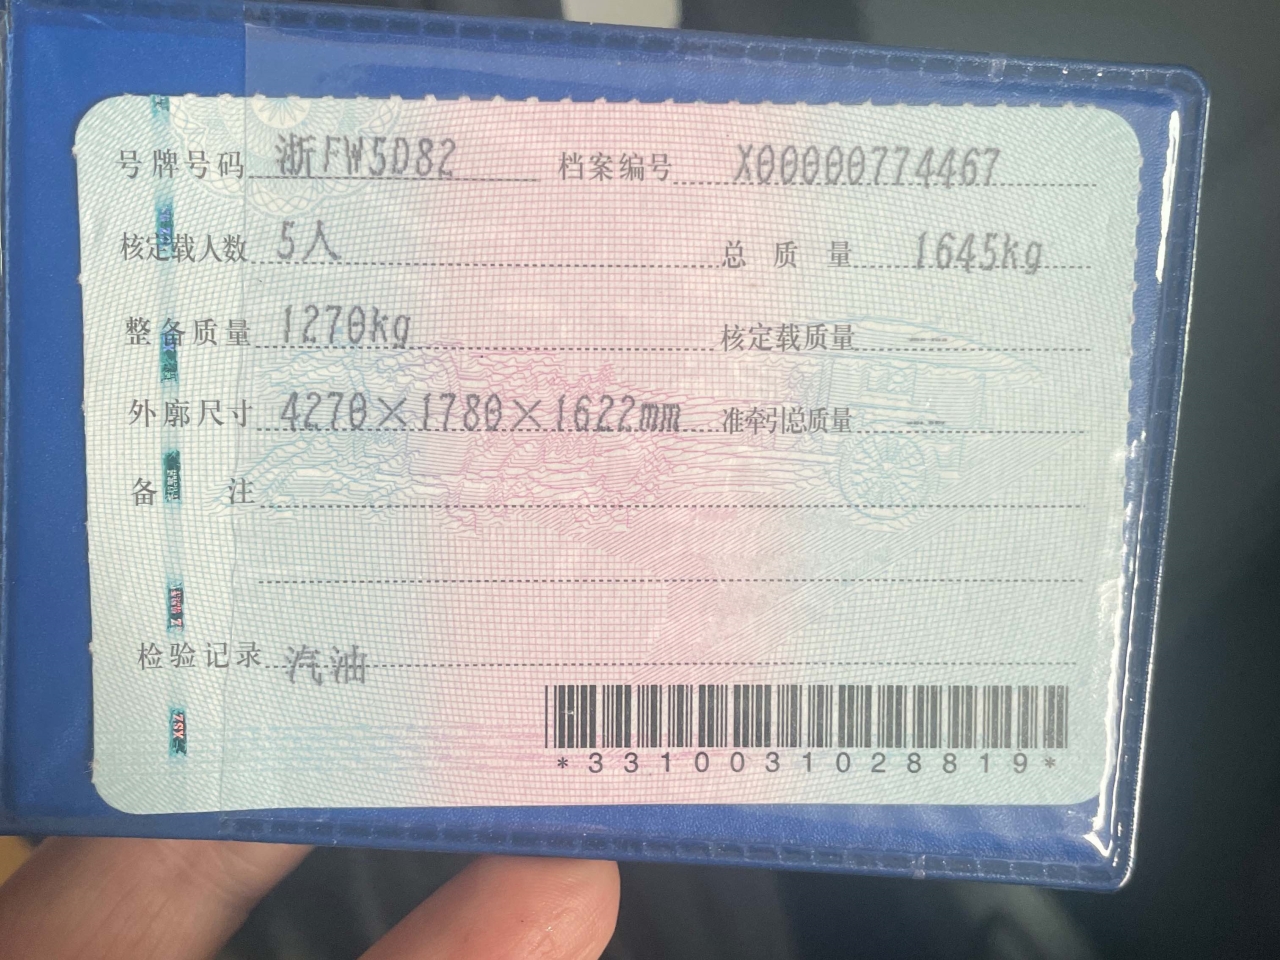 号牌号码 浙FW5D82 档案编号 X00000774467
核定载人数 5人 总质量 1645kg
整备质量 1270kg 核定载质量 --
外廓尺寸 4270×1780×1622mm 准牵引总质量 --
备注
检验记录 汽油
*3310031028819*